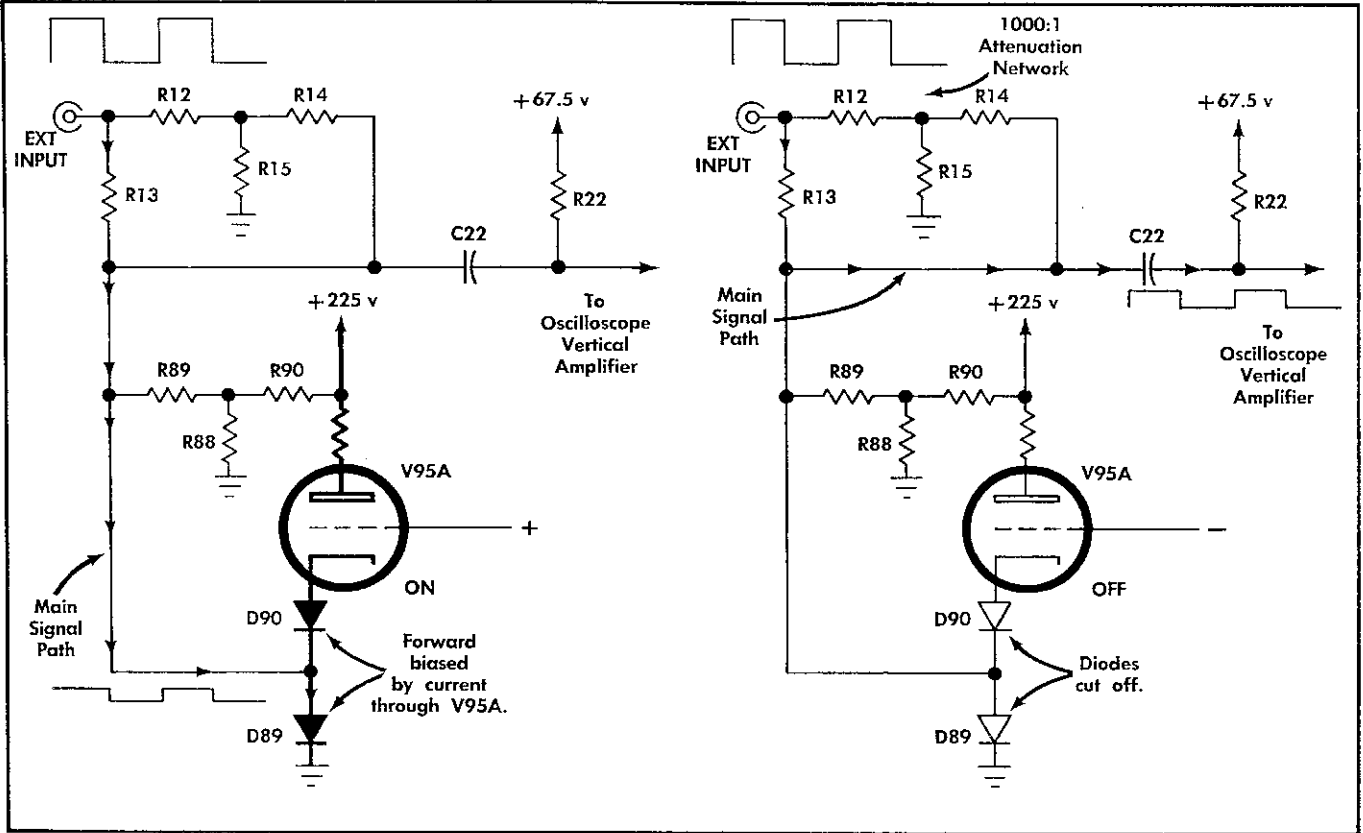 R12
R14
+67.5 v
EXT
INPUT
R15
R13
R22
C22
To
Oscilloscope
Vertical
Amplifier
+225 v
R89
R90
R88
V95A
+
ON
Main
Signal
Path
D90
Forward
biased
by current
through V95A.
D89
1000:1
Attenuation
Network
R12
R14
+67.5 v
EXT
INPUT
R15
R13
R22
C22
Main
Signal
Path
+225 v
To
Oscilloscope
Vertical
Amplifier
R89
R90
R88
V95A
−
OFF
D90
Diodes
cut off.
D89